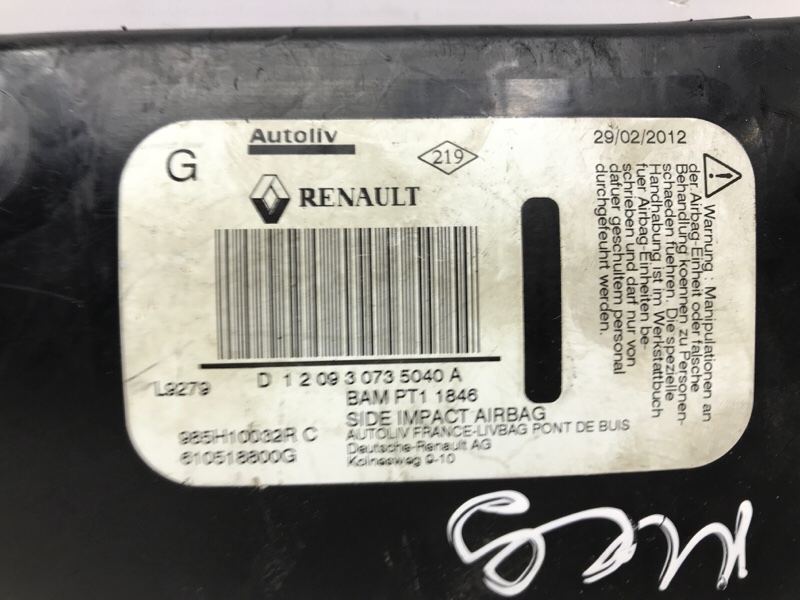 Autoliv
G
219
29/02/2012
RENAULT
D 1 2 09 3 073 5040 A
L9279
BAM PT1 1846
SIDE IMPACT AIRBAG
985H10032R C
AUTOLIV FRANCE-LIVBAG PONT DE BUIS
610518800G
Deutsche-Renault AG
Kolnesweg 9-10
Warnung : Manipulationen an
der Airbag-Einheit oder falsche
Behandlung koennen zu Personen-
schaeden fuehren. Die spezielle
Handhabung ist im Werkstattbuch
fuer Airbag-Einheiten be-
schrieben und darf nur von
dafuer geschultem personal
durchgefeuhrt werden.